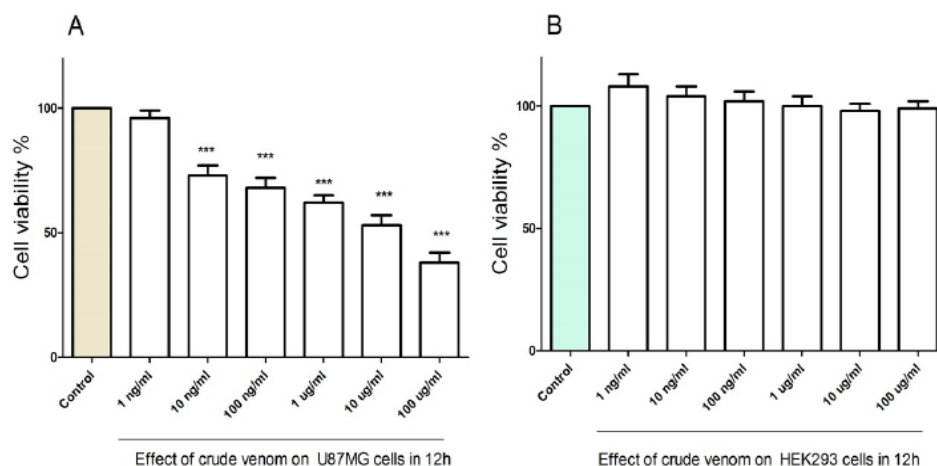 A
Cell viability %
100
50
0
***
***
***
***
***
Control
1 ng/ml
10 ng/ml
100 ng/ml
1 ug/ml
10 ug/ml
100 ug/ml
Effect of crude venom on U87MG cells in 12h
B
Cell viability %
100
50
0
Control
1 ng/ml
10 ng/ml
100 ng/ml
1 ug/ml
10 ug/ml
100 ug/ml
Effect of crude venom on HEK293 cells in 12h